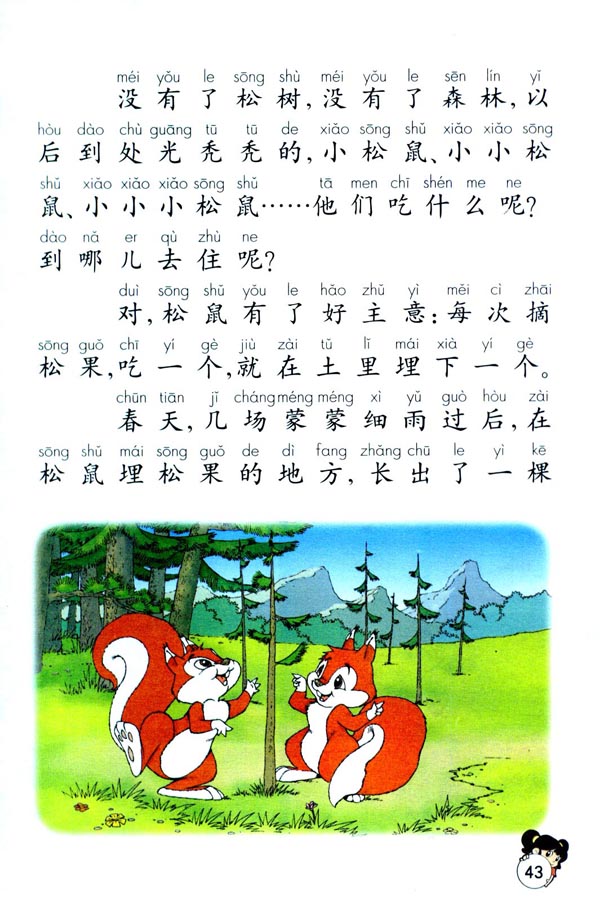 méi yǒu le sōng shù méi yǒu le sēn lín yǐ
没有了松树,没有了森林,以
hòu dào chù guāng tū tū de xiǎo sōng shǔ xiǎo xiǎo sōng
后到处光秃秃的,小松鼠、小小松
shǔ xiǎo xiǎo xiǎo sōng shǔ tā men chī shén me ne
鼠、小小小松鼠……他们吃什么呢?
dào nǎ er qù zhù ne
到哪儿去住呢?
duì sōng shǔ yǒu le hǎo zhǔ yì měi cì zhāi
对,松鼠有了好主意:每次摘
sōng guǒ chī yí gè jiù zài tǔ lǐ mái xià yí gè
松果,吃一个,就在土里埋下一个。
chūn tiān jǐ cháng méng méng xì yǔ guò hòu zài
春天,几场蒙蒙细雨过后,在
sōng shǔ mái sōng guǒ de dì fang zhǎng chū le yì kē
松鼠埋松果的地方,长出了一棵
43